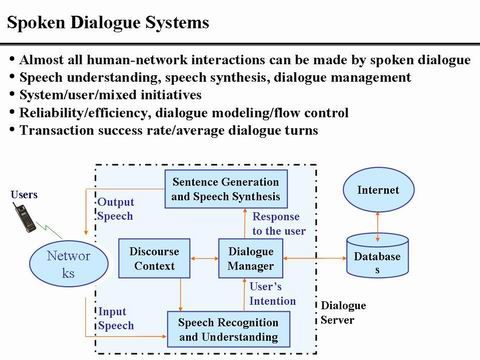 Spoken Dialogue Systems
• Almost all human-network interactions can be made by spoken dialogue
• Speech understanding, speech synthesis, dialogue management
• System/user/mixed initiatives
• Reliability/efficiency, dialogue modeling/flow control
• Transaction success rate/average dialogue turns
Sentence Generation
and Speech Synthesis
Internet
Users
Output
Speech
Response
to the user
Networ
ks
Discourse
Context
Dialogue
Manager
Database
s
User's
Intention
Input
Speech
Dialogue
Server
Speech Recognition
and Understanding